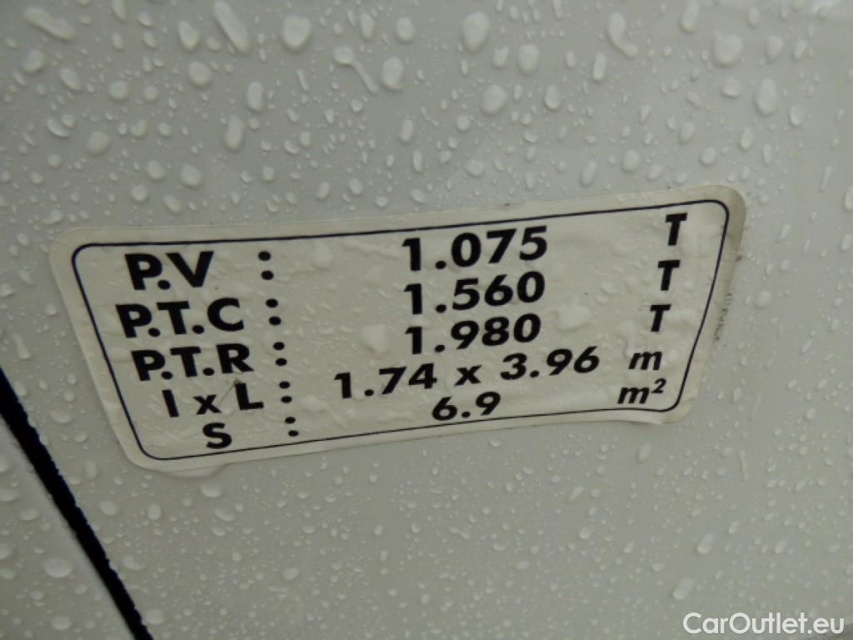 P.V : 1.075 T
P.T.C : 1.560 T
P.T.R : 1.980 T
l x L : 1.74 x 3.96 m
S : 6.9 m²
CarOutlet.eu